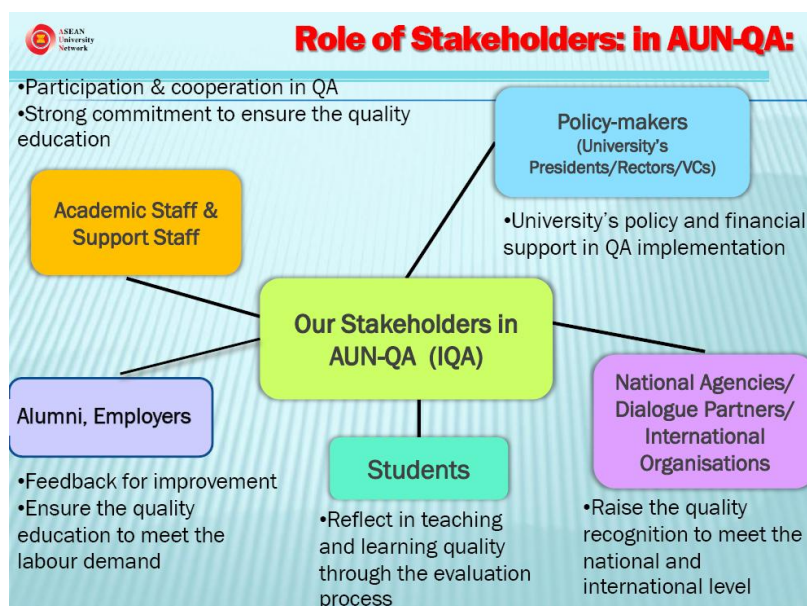 ASEAN
University
Network
Role of Stakeholders: in AUN-QA:
•Participation & cooperation in QA
•Strong commitment to ensure the quality
education
Academic Staff &
Support Staff
Policy-makers
(University's
Presidents/Rectors/VCs)
•University's policy and financial
support in QA implementation
Our Stakeholders in
AUN-QA (IQA)
Alumni, Employers
•Feedback for improvement
•Ensure the quality
education to meet the
labour demand
Students
•Reflect in teaching
and learning quality
through the evaluation
process
National Agencies/
Dialogue Partners/
International
Organisations
•Raise the quality
recognition to meet the
national and
international level